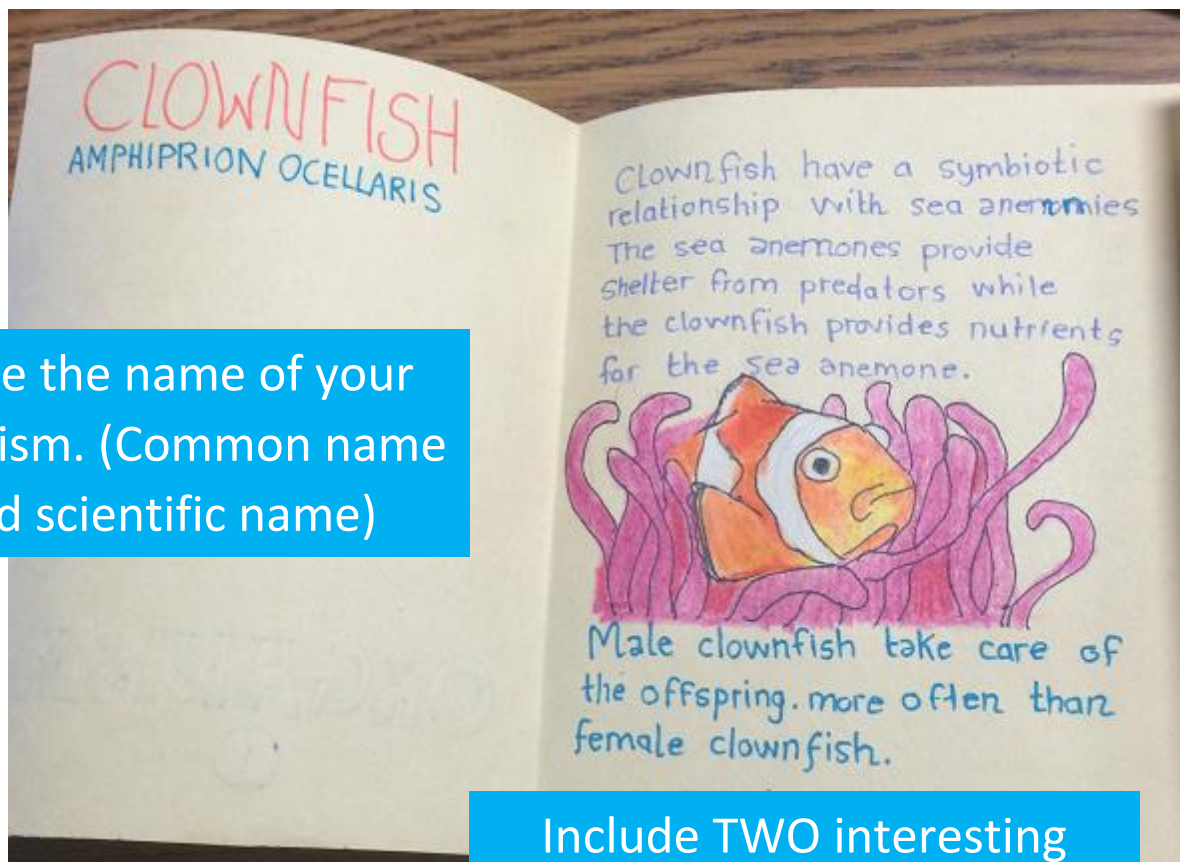 CLOWNFISH
AMPHIPRION OCELLARIS
e the name of your
ism. (Common name
d scientific name)
Clownfish have a symbiotic
relationship with sea
The sea anemones provide
shelter from predators while
the clownfish provides nutrients
for the sea anemone.
Male clownfish take care of
the offspring. more often than
female clownfish.
Include TWO interesting